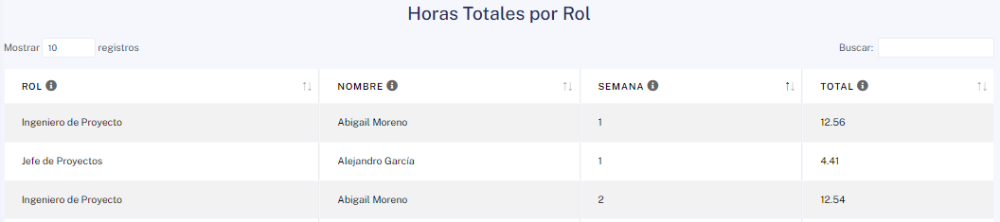 Horas Totales por Rol
Mostrar 10 registros Buscar:
ROL NOMBRE SEMANA TOTAL
Ingeniero de Proyecto Abigail Moreno 1 12.56
Jefe de Proyectos Alejandro García 1 4.41
Ingeniero de Proyecto Abigail Moreno 2 12.54